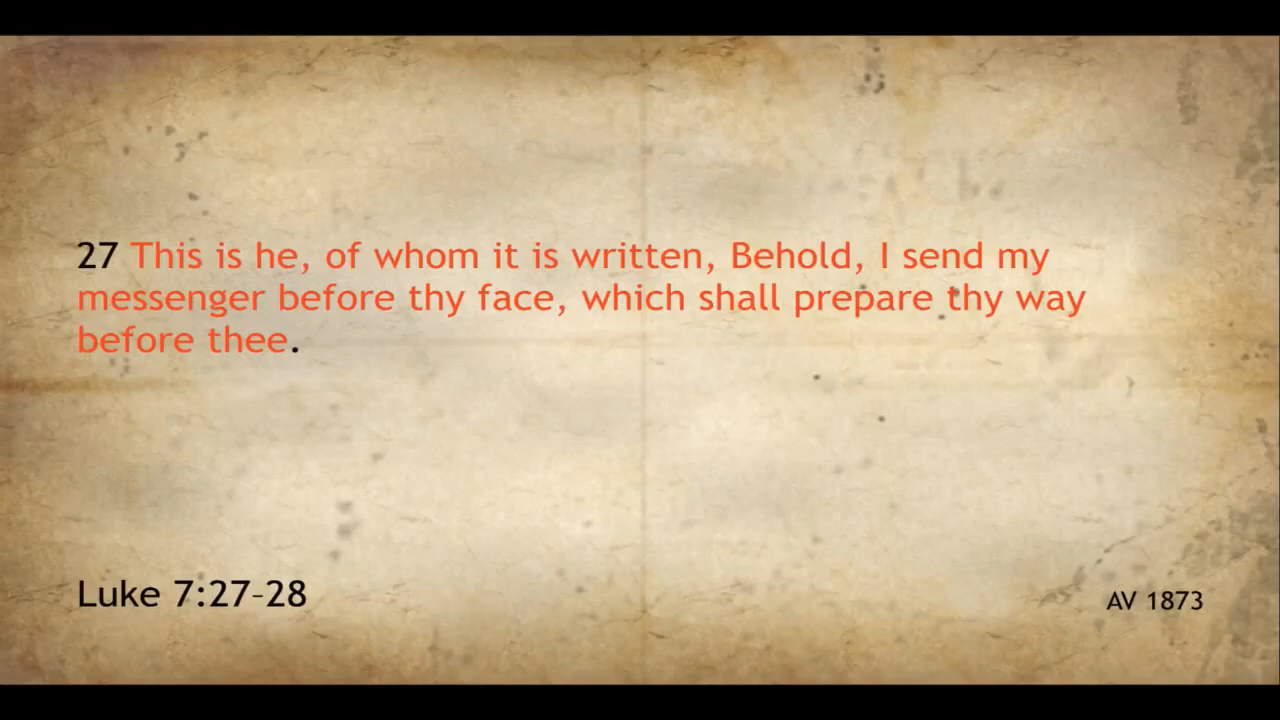 27 This is he, of whom it is written, Behold, I send my
messenger before thy face, which shall prepare thy way
before thee.
Luke 7:27–28
AV 1873